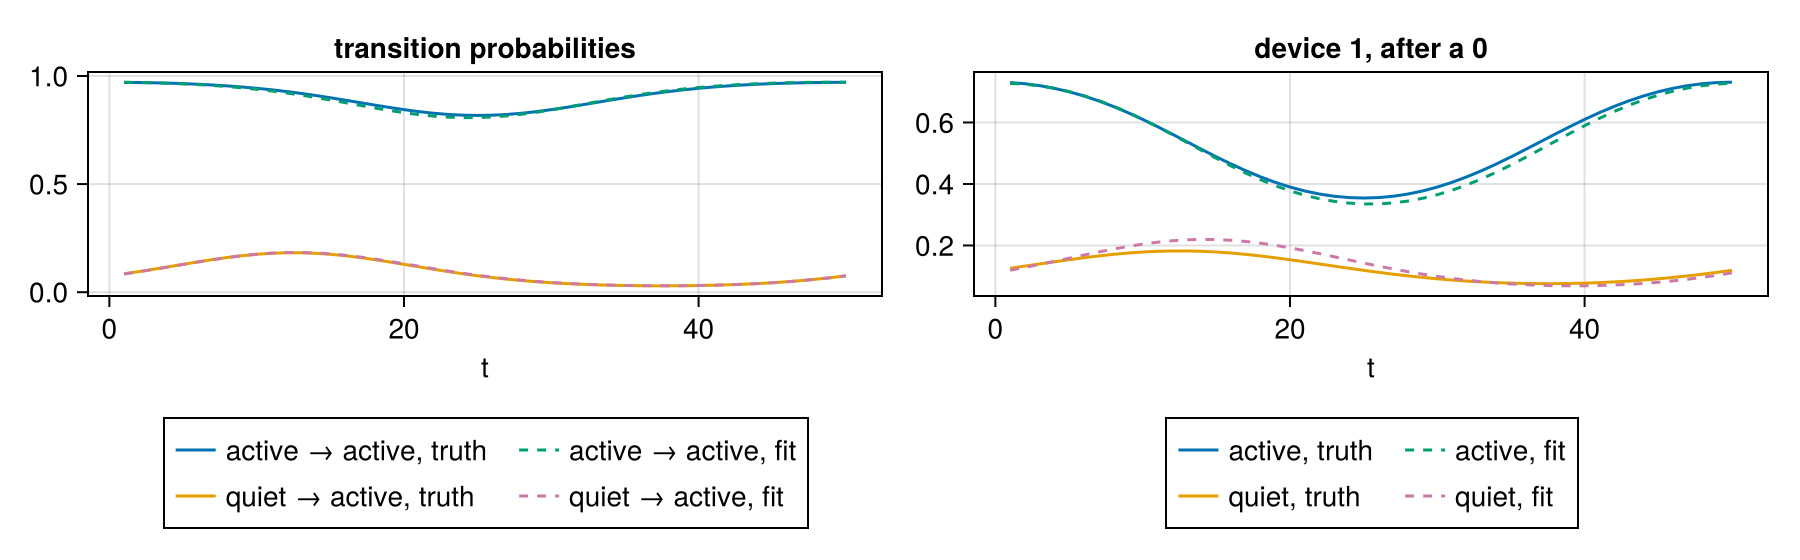 transition probabilities
1.0
0.5
0.0
0 20 40
t
active → active, truth active → active, fit
quiet → active, truth quiet → active, fit
device 1, after a 0
0.6
0.4
0.2
0 20 40
t
active, truth active, fit
quiet, truth quiet, fit